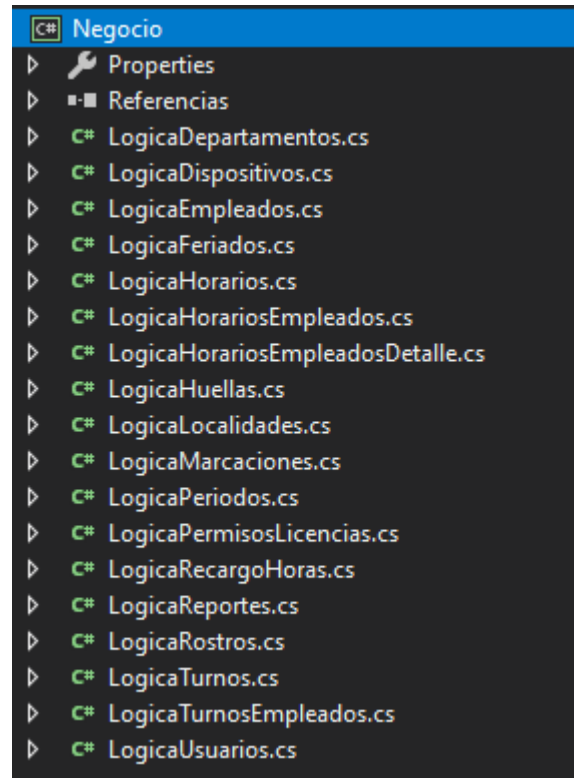 C# Negocio
Properties
Referencias
C# LogicaDepartamentos.cs
C# LogicaDispositivos.cs
C# LogicaEmpleados.cs
C# LogicaFeriados.cs
C# LogicaHorarios.cs
C# LogicaHorariosEmpleados.cs
C# LogicaHorariosEmpleadosDetalle.cs
C# LogicaHuellas.cs
C# LogicaLocalidades.cs
C# LogicaMarcaciones.cs
C# LogicaPeriodos.cs
C# LogicaPermisosLicencias.cs
C# LogicaRecargoHoras.cs
C# LogicaReportes.cs
C# LogicaRostros.cs
C# LogicaTurnos.cs
C# LogicaTurnosEmpleados.cs
C# LogicaUsuarios.cs